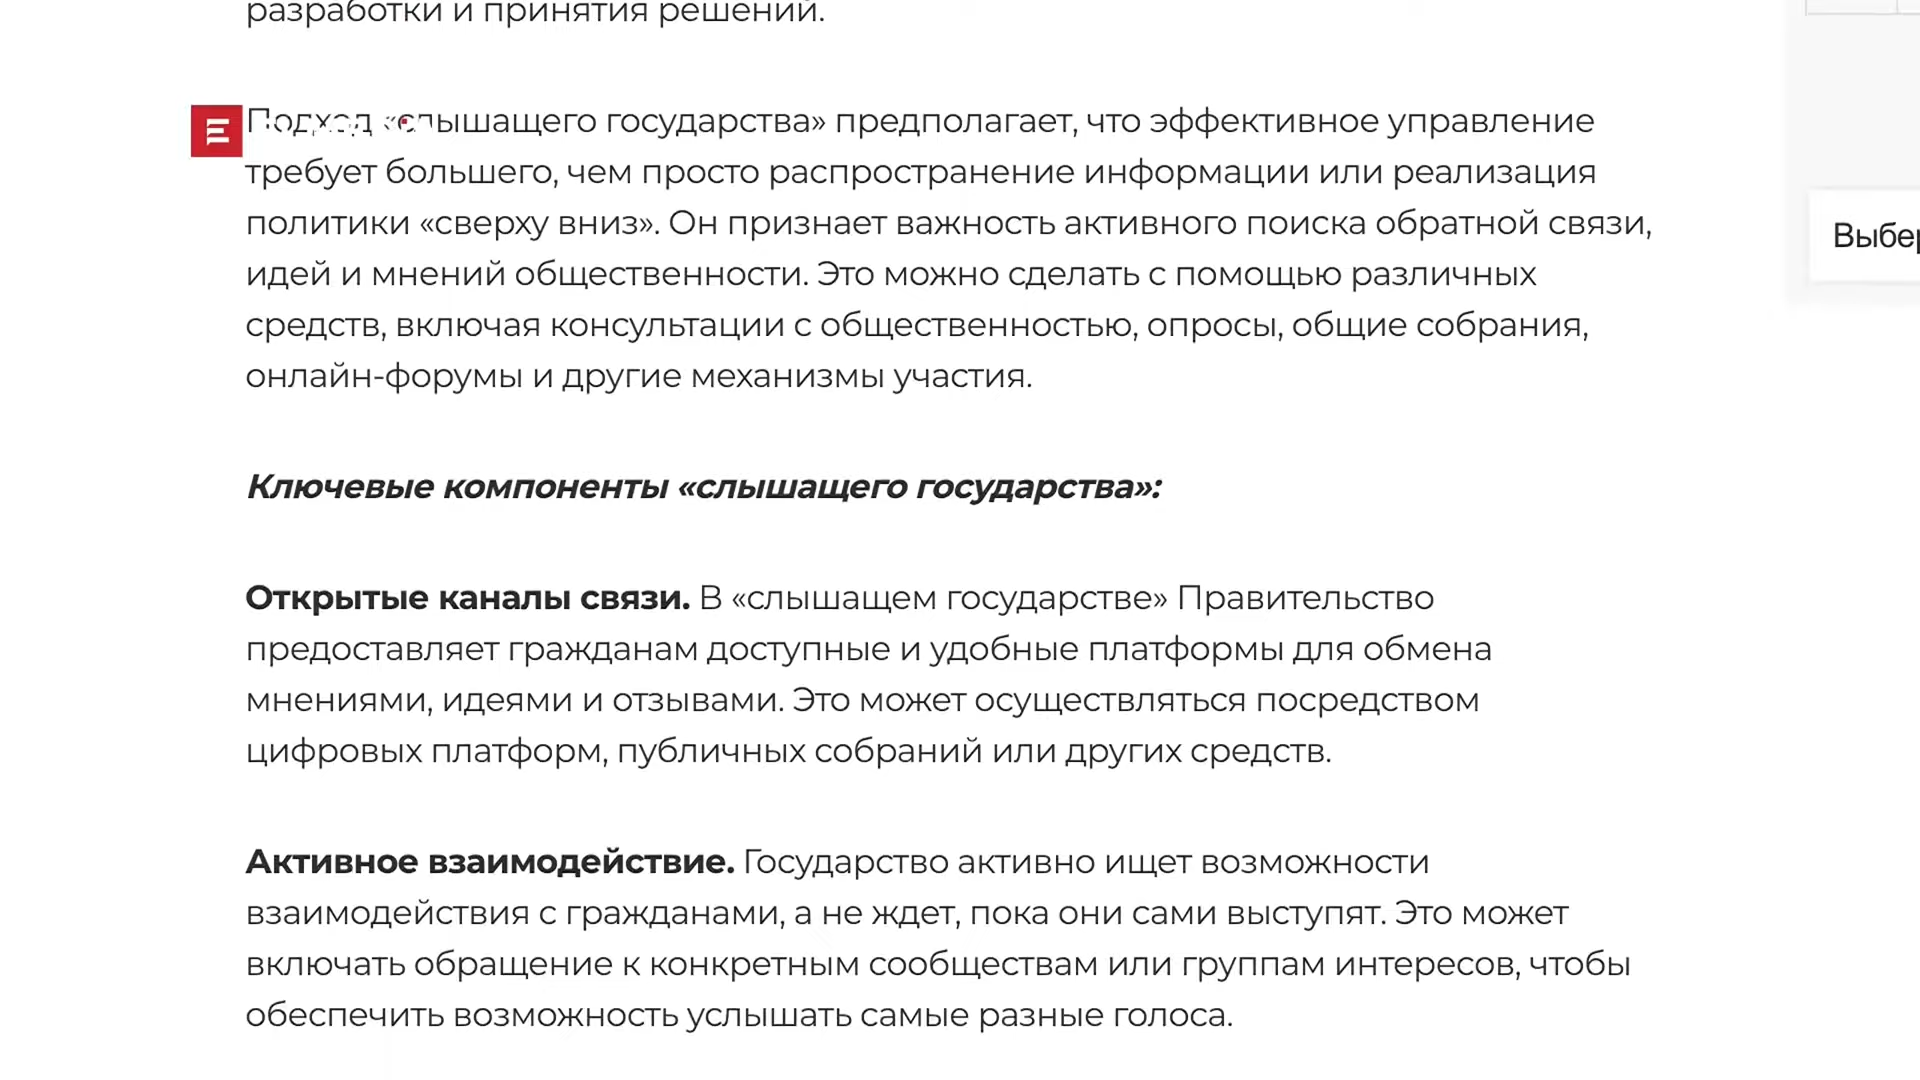 разработки и принятия решений.
Подход «слышащего государства» предполагает, что эффективное управление
требует большего, чем просто распространение информации или реализация
политики «сверху вниз». Он признает важность активного поиска обратной связи,
идей и мнений общественности. Это можно сделать с помощью различных
средств, включая консультации с общественностью, опросы, общие собрания,
онлайн-форумы и другие механизмы участия.
Ключевые компоненты «слышащего государства»:
Открытые каналы связи. В «слышащем государстве» Правительство
предоставляет гражданам доступные и удобные платформы для обмена
мнениями, идеями и отзывами. Это может осуществляться посредством
цифровых платформ, публичных собраний или других средств.
Активное взаимодействие. Государство активно ищет возможности
взаимодействия с гражданами, а не ждет, пока они сами выступят. Это может
включать обращение к конкретным сообществам или группам интересов, чтобы
обеспечить возможность услышать самые разные голоса.